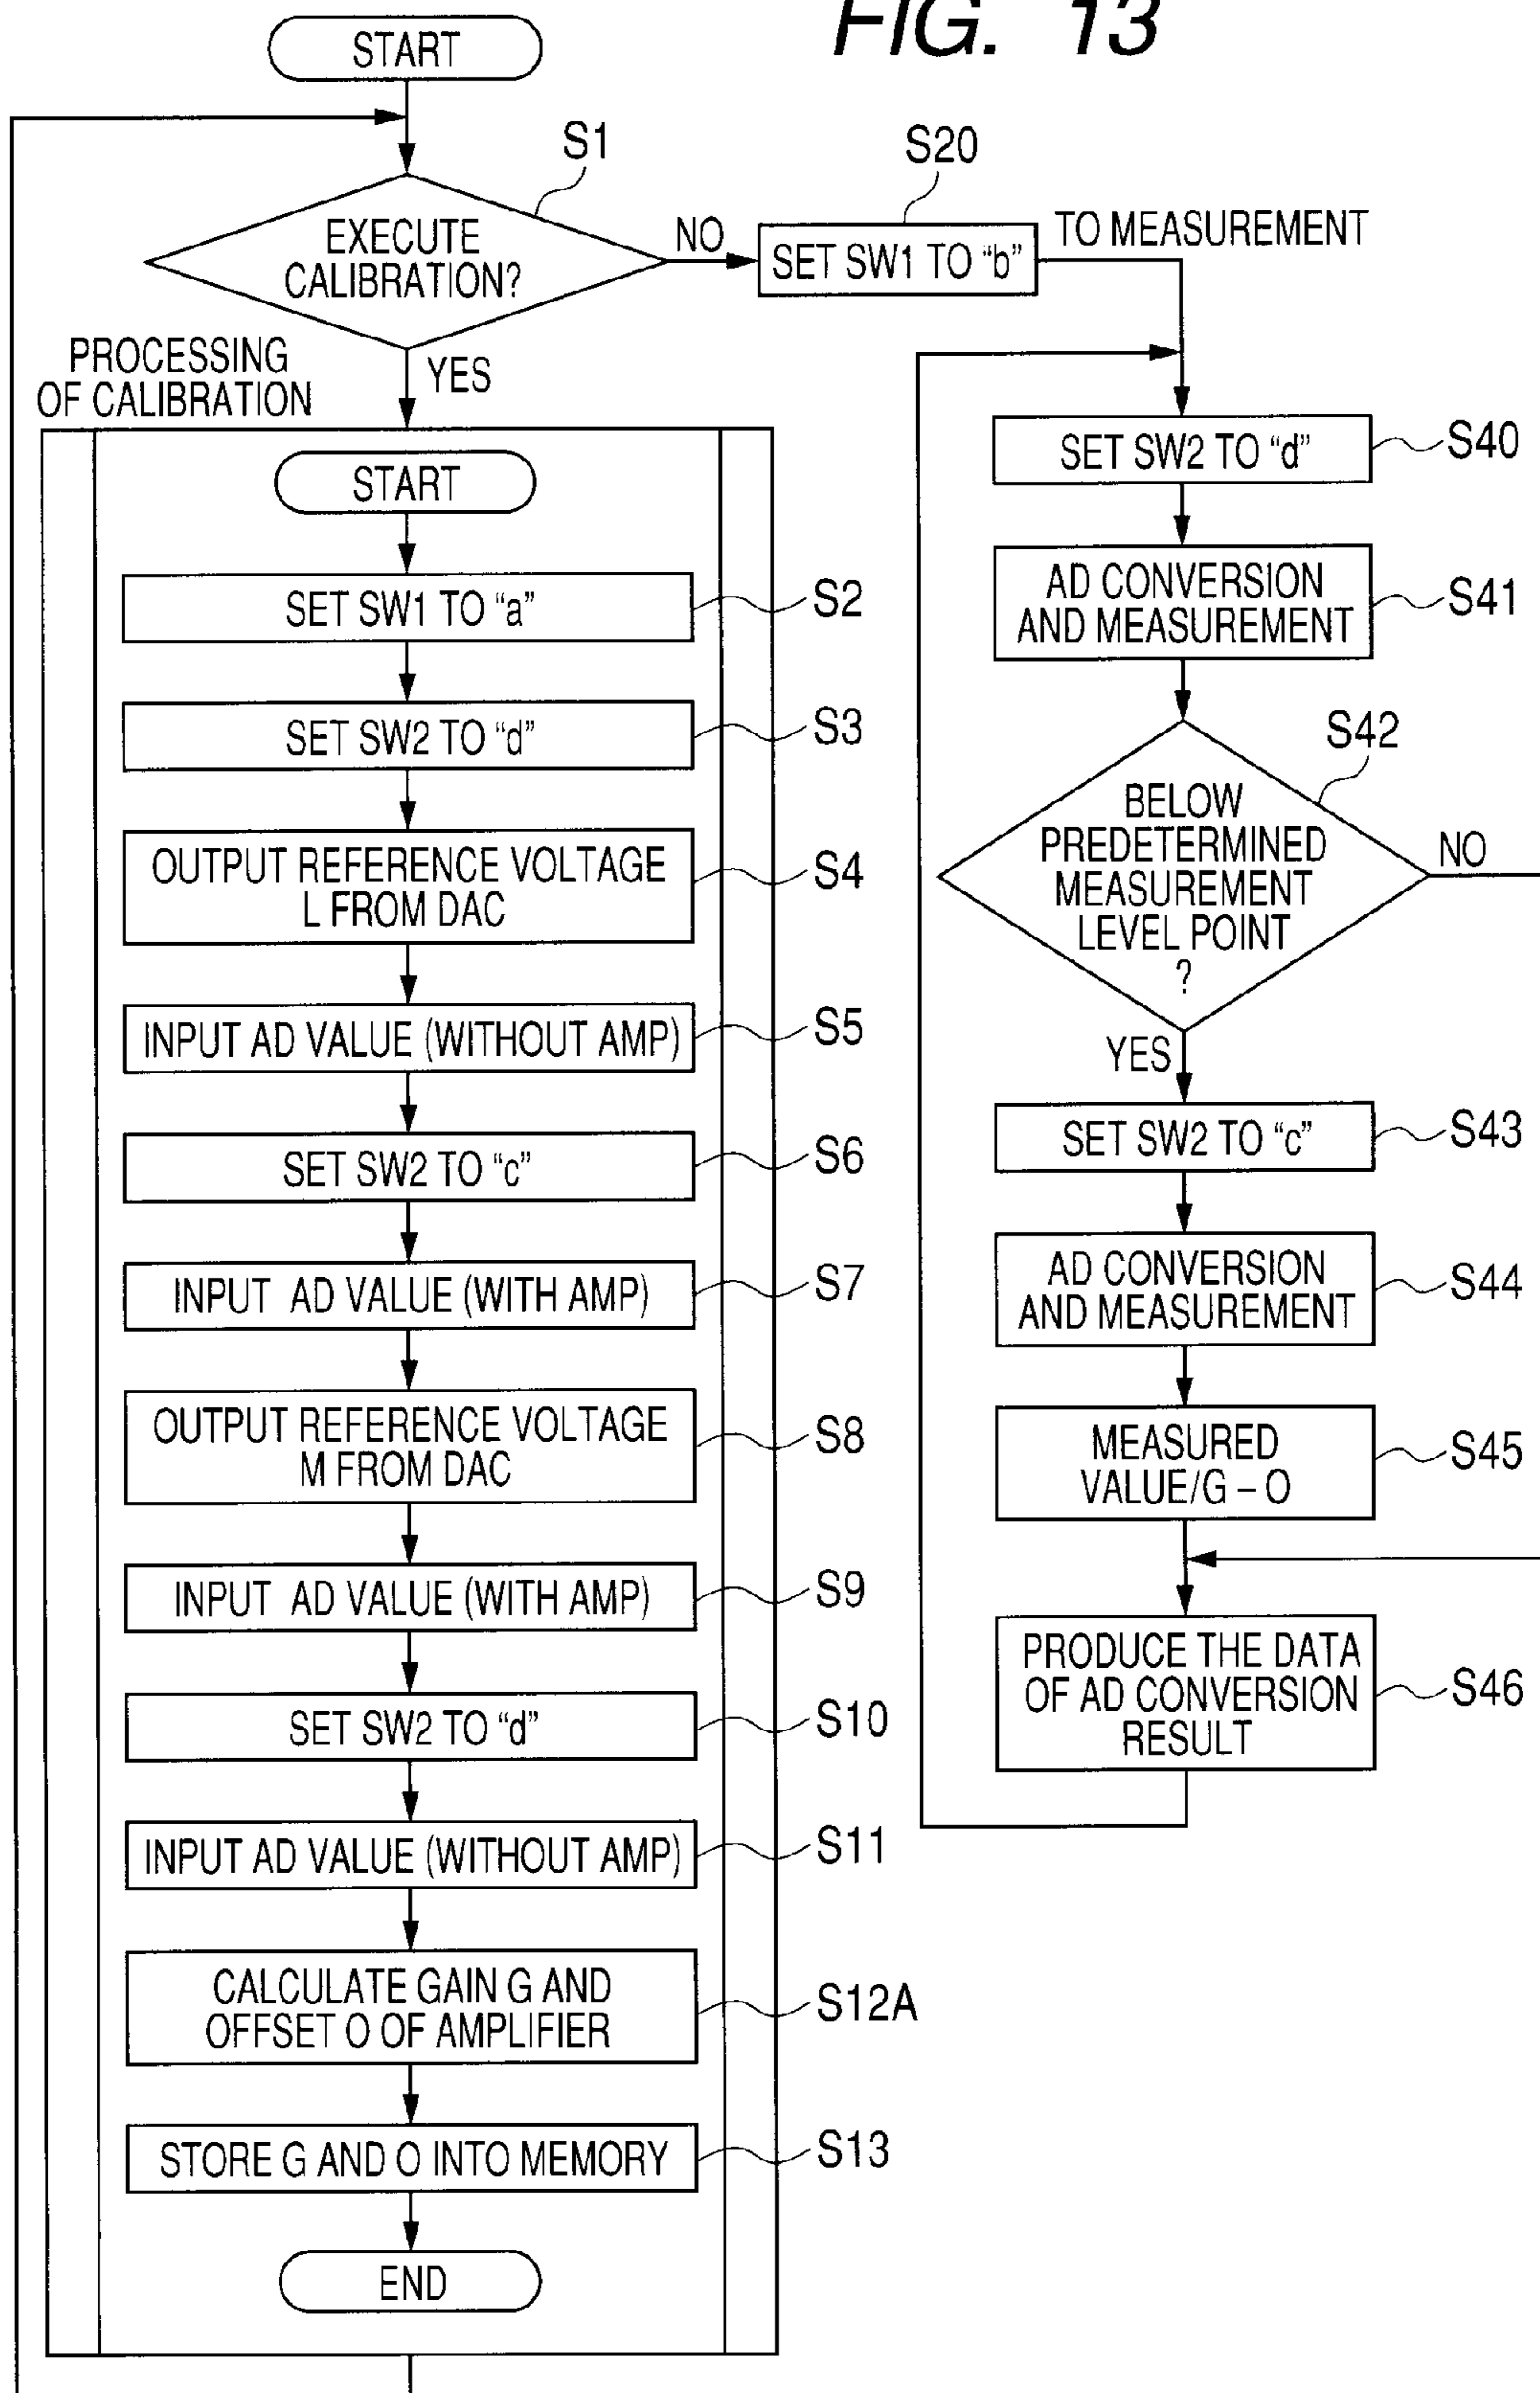 FIG. 13
START
S1
EXECUTE
CALIBRATION?
NO
S20
SET SW1 TO “b”
TO MEASUREMENT
YES
PROCESSING
OF CALIBRATION
START
SET SW1 TO “a”
S2
SET SW2 TO “d”
S3
OUTPUT REFERENCE VOLTAGE
L FROM DAC
S4
INPUT AD VALUE (WITHOUT AMP)
S5
SET SW2 TO “c”
S6
INPUT AD VALUE (WITH AMP)
S7
OUTPUT REFERENCE VOLTAGE
M FROM DAC
S8
INPUT AD VALUE (WITH AMP)
S9
SET SW2 TO “d”
S10
INPUT AD VALUE (WITHOUT AMP)
S11
CALCULATE GAIN G AND
OFFSET O OF AMPLIFIER
S12A
STORE G AND O INTO MEMORY
S13
END
SET SW2 TO “d”
S40
AD CONVERSION
AND MEASUREMENT
S41
S42
BELOW
PREDETERMINED
MEASUREMENT
LEVEL POINT
?
NO
YES
SET SW2 TO “c”
S43
AD CONVERSION
AND MEASUREMENT
S44
MEASURED
VALUE/G – O
S45
PRODUCE THE DATA
OF AD CONVERSION
RESULT
S46